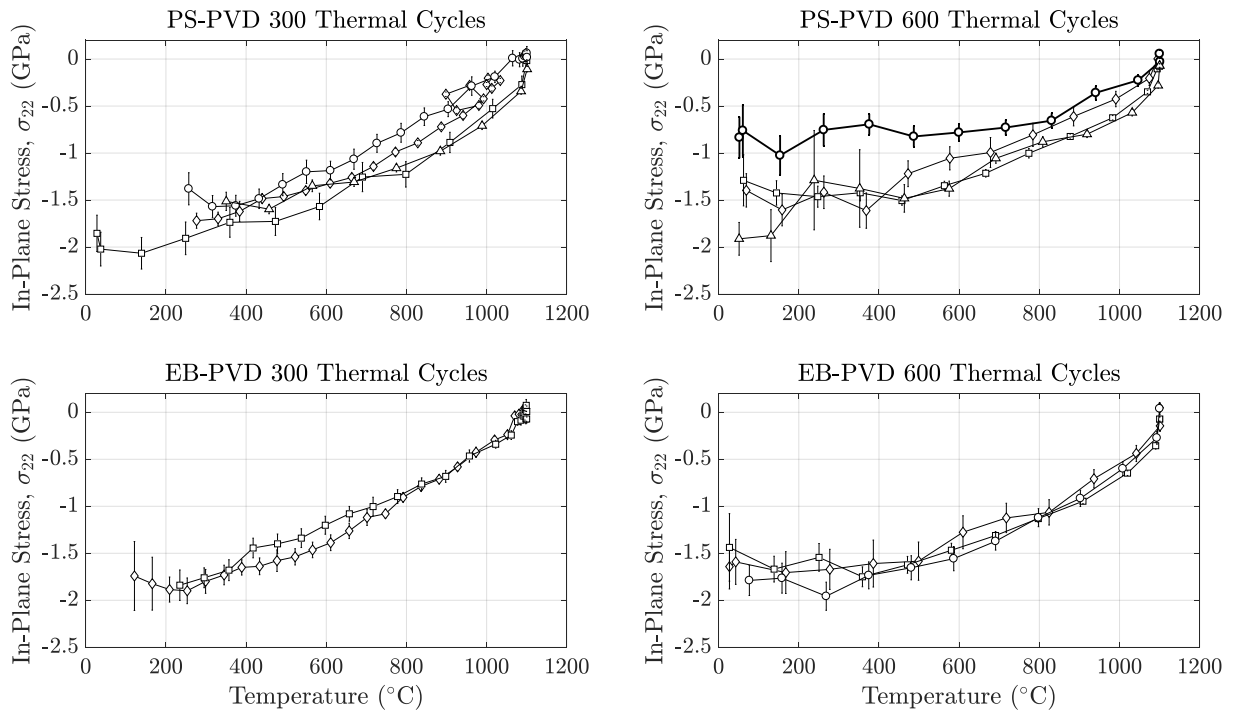 PS-PVD 300 Thermal Cycles
In-Plane Stress, σ22 (GPa)
0
-0.5
-1
-1.5
-2
-2.5
0 200 400 600 800 1000 1200
PS-PVD 600 Thermal Cycles
In-Plane Stress, σ22 (GPa)
0
-0.5
-1
-1.5
-2
-2.5
0 200 400 600 800 1000 1200
EB-PVD 300 Thermal Cycles
In-Plane Stress, σ22 (GPa)
0
-0.5
-1
-1.5
-2
-2.5
0 200 400 600 800 1000 1200
Temperature (°C)
EB-PVD 600 Thermal Cycles
In-Plane Stress, σ22 (GPa)
0
-0.5
-1
-1.5
-2
-2.5
0 200 400 600 800 1000 1200
Temperature (°C)